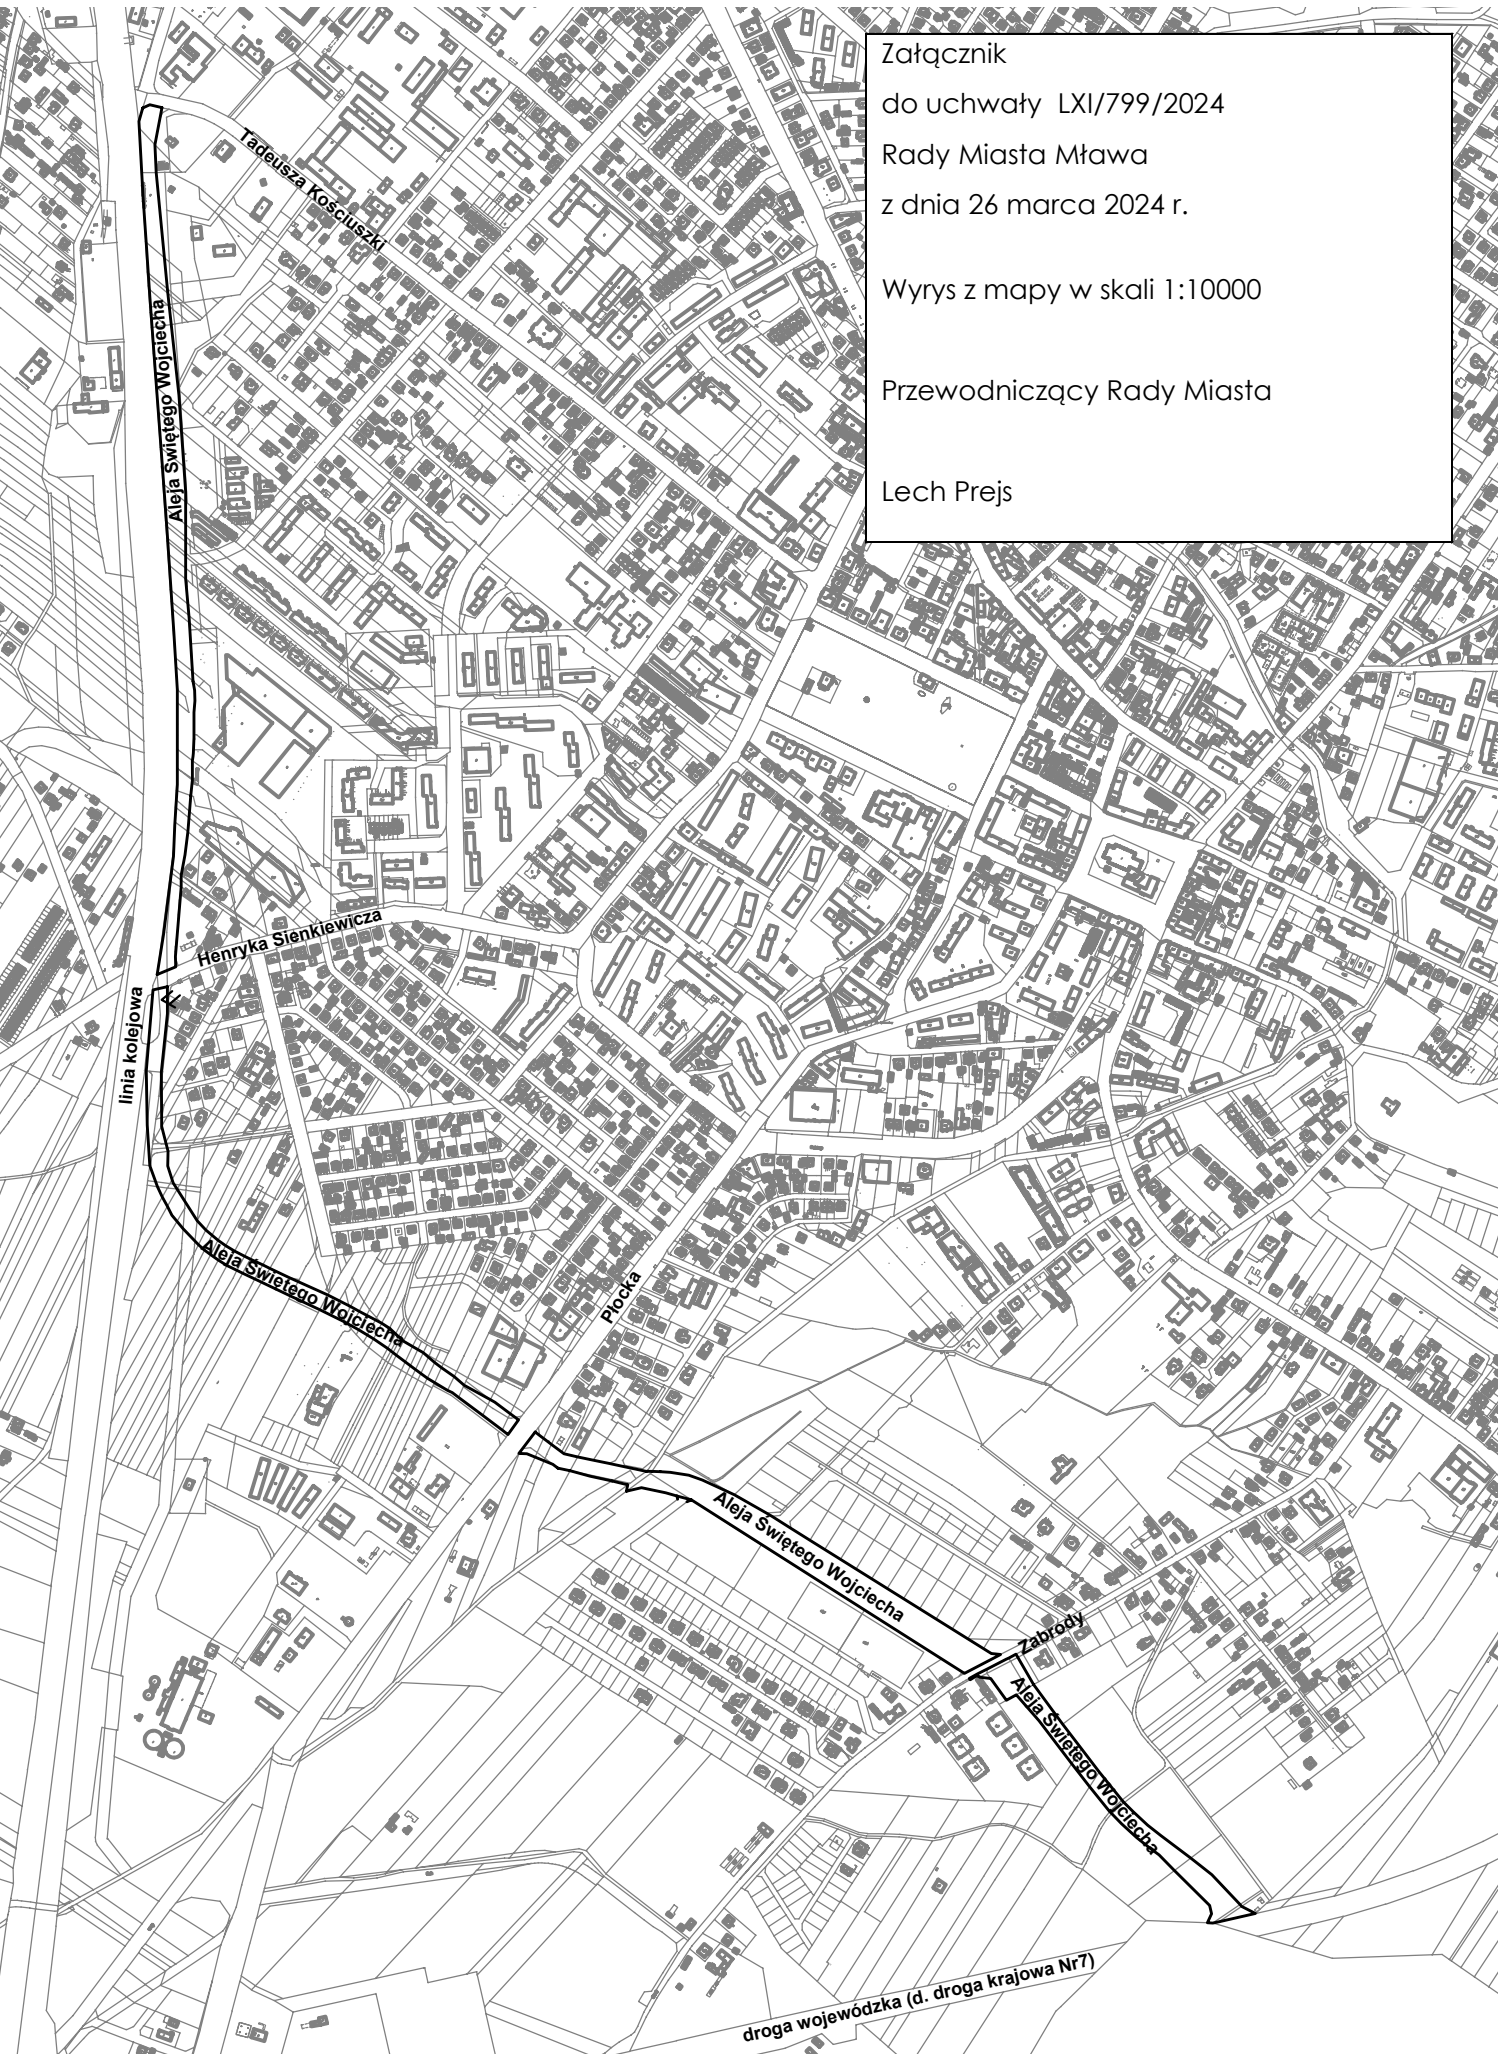 Załącznik
do uchwały LXI/799/2024
Rady Miasta Mława
z dnia 26 marca 2024 r.
Wyrys z mapy w skali 1:10000
Przewodniczący Rady Miasta
Lech Prejs
Tadeusza Kościuszki
Aleja Świętego Wojciecha
Henryka Sienkiewicza
linia kolejowa
Aleja Świętego Wojciecha
Płocka
Aleja Świętego Wojciecha
Zabrody
Aleja Świętego Wojciecha
droga wojewódzka (d. droga krajowa Nr7)